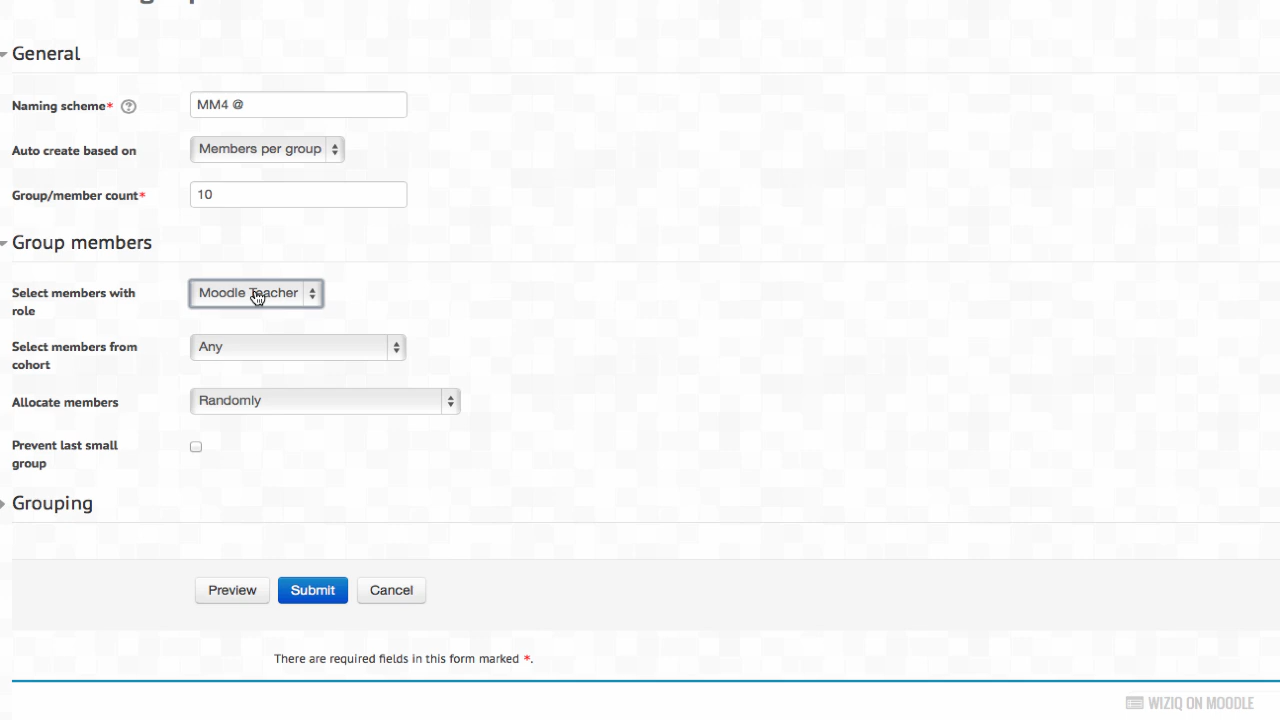 General
Naming scheme*
MM4 @
Auto create based on
Members per group
Group/member count*
10
Group members
Select members with
role
Moodle Teacher
Select members from
cohort
Any
Allocate members
Randomly
Prevent last small
group
Grouping
Preview Submit Cancel
There are required fields in this form marked *.
WIZIQ ON MOODLE